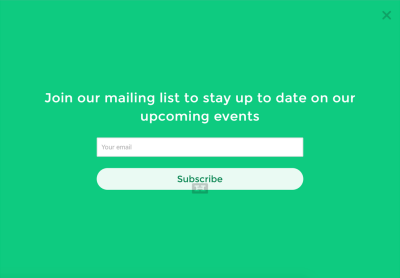 Join our mailing list to stay up to date on our
upcoming events
Your email
Subscribe